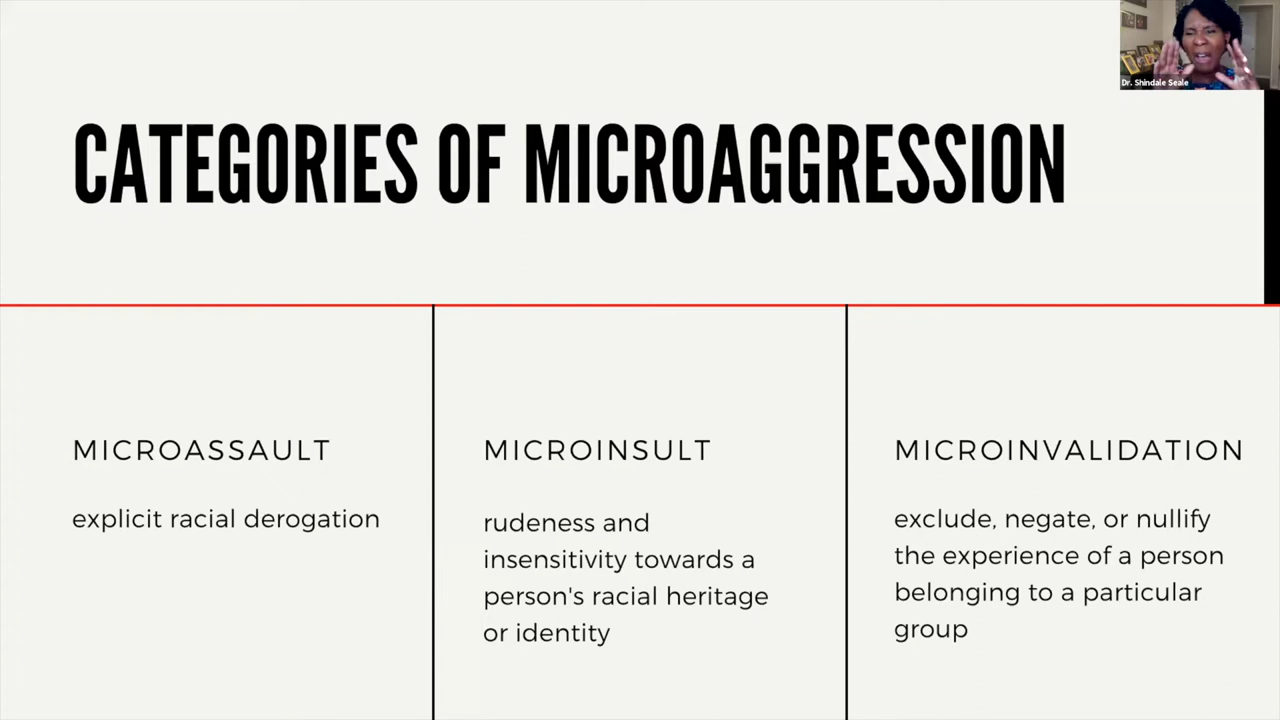 Dr. Shindale Seale
CATEGORIES OF MICROAGGRESSION
MICROASSAULT
explicit racial derogation
MICROINSULT
rudeness and
insensitivity towards a
person's racial heritage
or identity
MICROINVALIDATION
exclude, negate, or nullify
the experience of a person
belonging to a particular
group